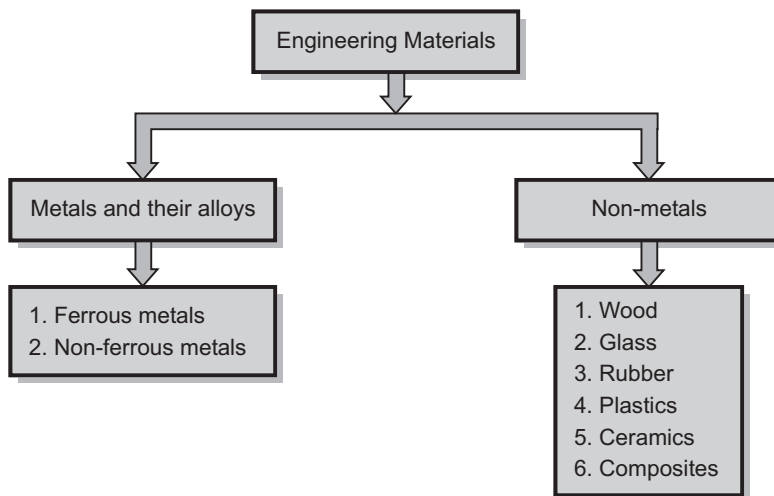 Engineering Materials
Metals and their alloys
Non-metals
1. Ferrous metals
2. Non-ferrous metals
1. Wood
2. Glass
3. Rubber
4. Plastics
5. Ceramics
6. Composites